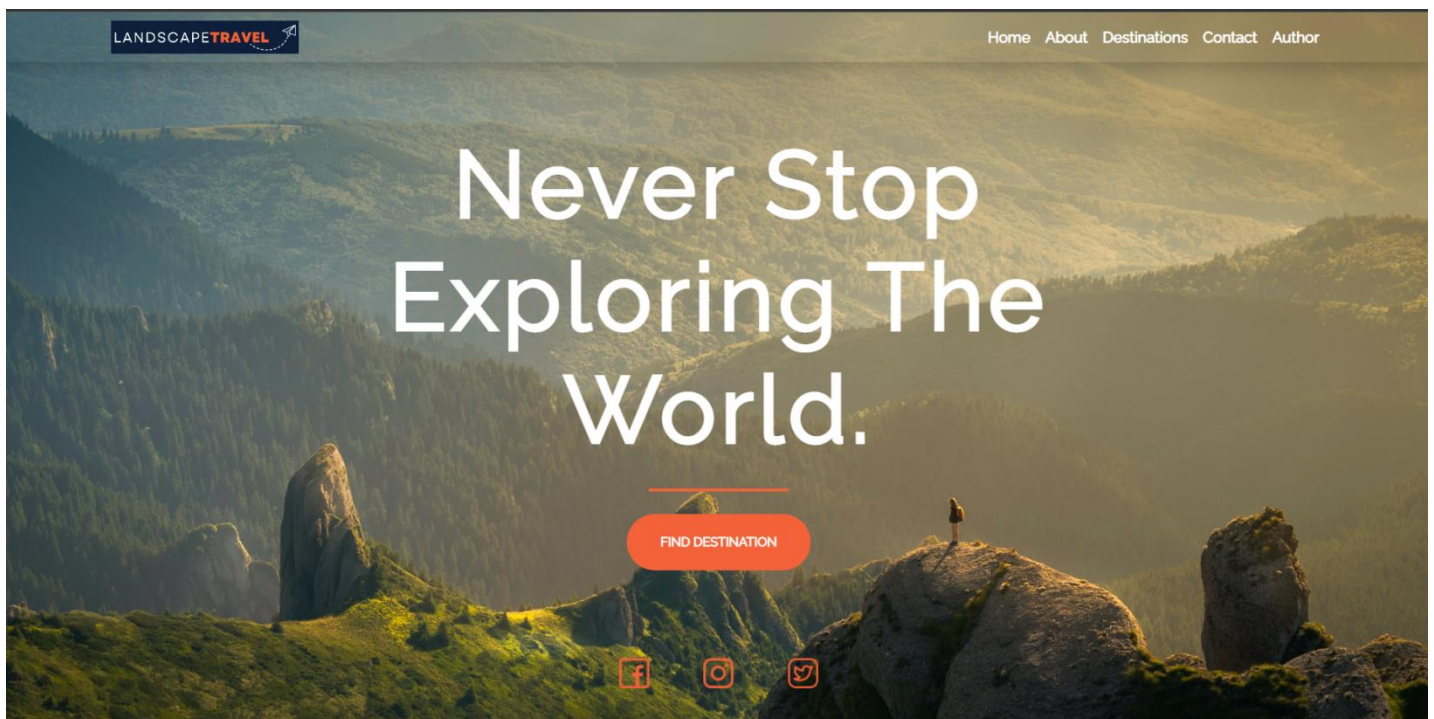 LANDSCAPETRAVEL
Home About Destinations Contact Author
Never Stop
Exploring The
World.
FIND DESTINATION